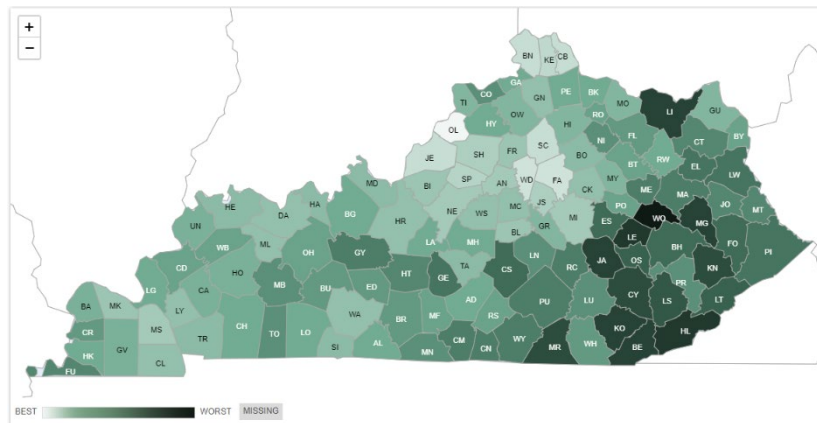 +
−
BN KE CB
GA
CO PE BK
TI GN MO
OW LI GU
HY RO
OL HI FL
NI CT BY
SC
JE SH FR BO BT RW
EL LW
SP WD FA MY
BI AN CK ME MA
MD JS PO JO MT
HA NE WS MC MI WO
HE DA BG HR ES MG
BL GR
UN LE
WB ML LA MH FO
OH GY LN JA OS BH PI
CD TA RC KN
LG HO HT GE CS PR
MB BU ED CY LS LT
BA MK CA AD PU LU
LY WA
MS CH BR MF RS KO HL
CR TO LO
HK GV TR SI AL WY WH BE
MN CM CN MR
FU CL
BEST WORST MISSING